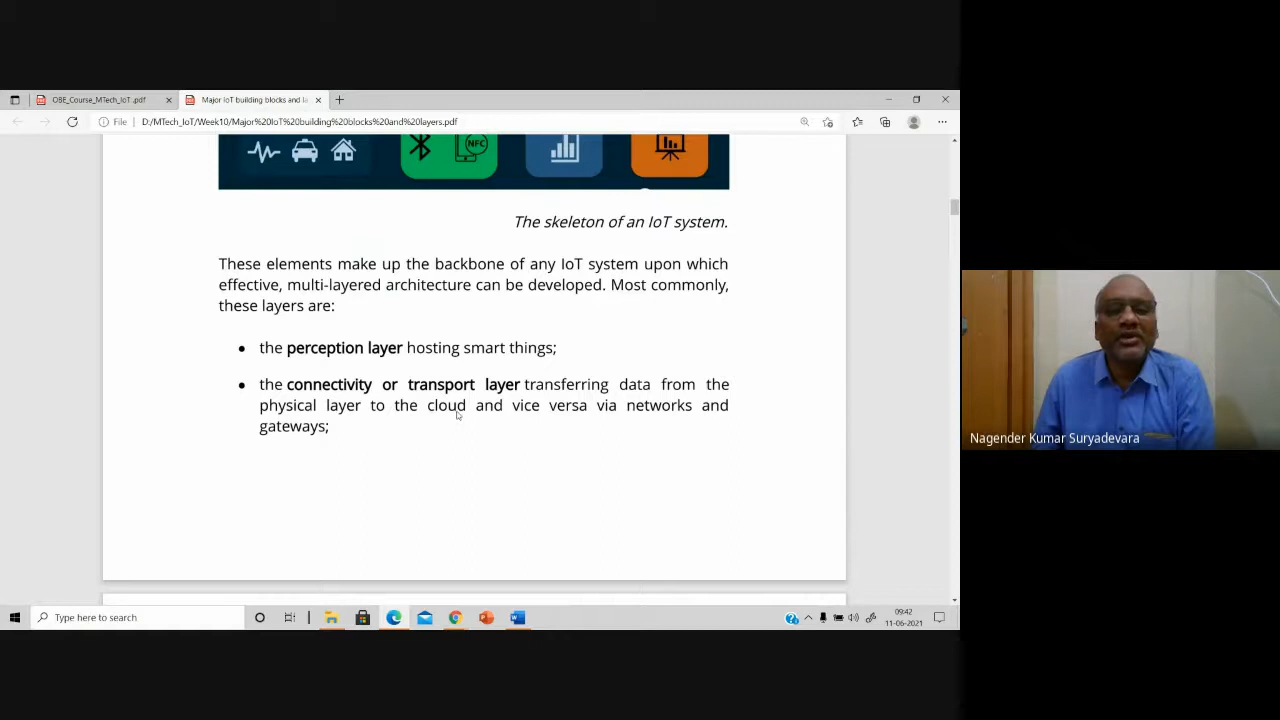 OBE_Course_MTech_IoT .pdf
Major IoT building blocks and la
File
D:/MTech_IoT/Week10/Major%20IoT%20building%20blocks%20and%20layers.pdf
NFC
The skeleton of an IoT system.
These elements make up the backbone of any IoT system upon which
effective, multi-layered architecture can be developed. Most commonly,
these layers are:
• the perception layer hosting smart things;
• the connectivity or transport layer transferring data from the
physical layer to the cloud and vice versa via networks and
gateways;
Nagender Kumar Suryadevara
Type here to search
09:42
11-06-2021